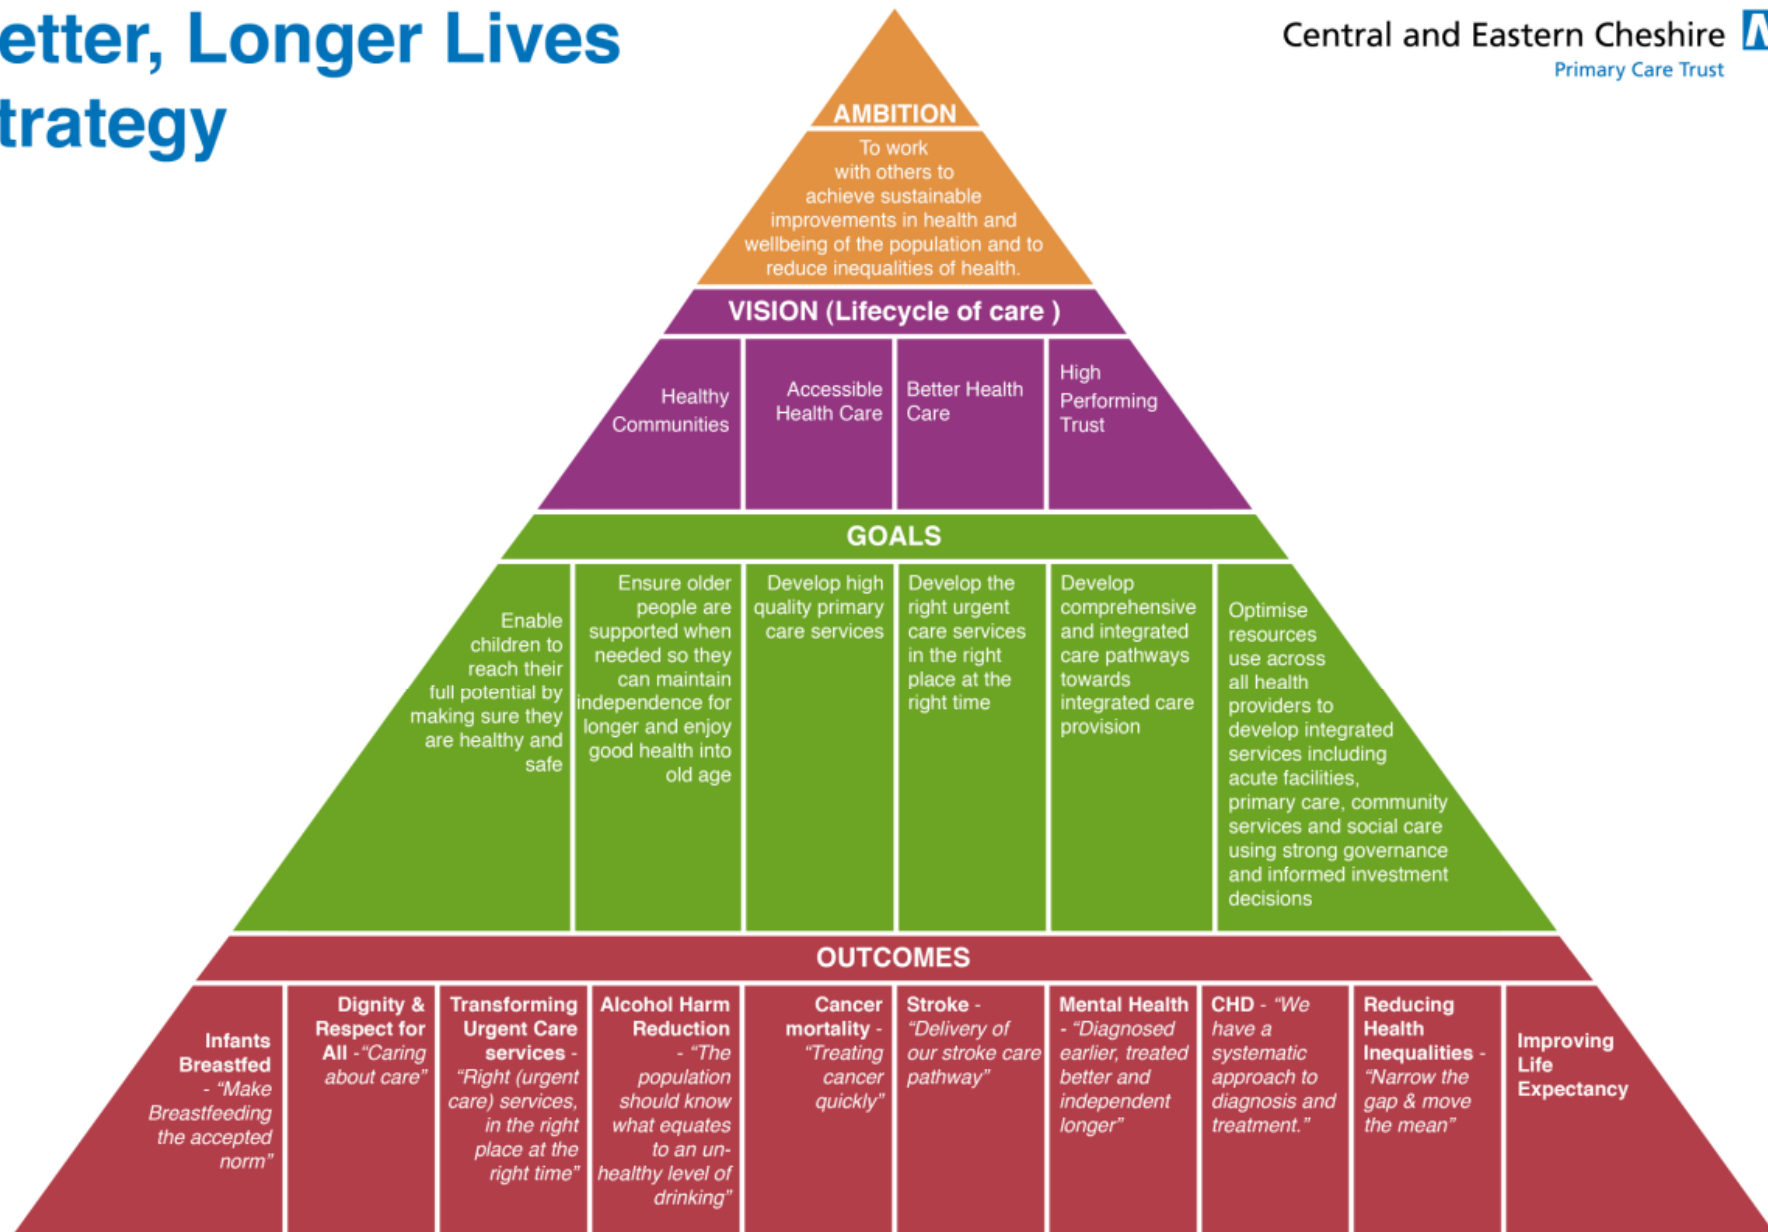 etter, Longer Lives
trategy
Central and Eastern Cheshire
Primary Care Trust
AMBITION
To work
with others to
achieve sustainable
improvements in health and
wellbeing of the population and to
reduce inequalities of health.
VISION (Lifecycle of care )
Healthy
Communities
Accessible
Health Care
Better Health
Care
High
Performing
Trust
GOALS
Enable
children to
reach their
full potential by
making sure they
are healthy and
safe
Ensure older
people are
supported when
needed so they
can maintain
independence for
longer and enjoy
good health into
old age
Develop high
quality primary
care services
Develop the
right urgent
care services
in the right
place at the
right time
Develop
comprehensive
and integrated
care pathways
towards
integrated care
provision
Optimise
resources
use across
all health
providers to
develop integrated
services including
acute facilities,
primary care, community
services and social care
using strong governance
and informed investment
decisions
OUTCOMES
Infants
Breastfed
- “Make
Breastfeeding
the accepted
norm”
Dignity &
Respect for
All -“Caring
about care”
Transforming
Urgent Care
services -
“Right (urgent
care) services,
in the right
place at the
right time”
Alcohol Harm
Reduction
- “The
population
should know
what equates
to an un-
healthy level of
drinking”
Cancer
mortality -
“Treating
cancer
quickly”
Stroke -
“Delivery of
our stroke care
pathway”
Mental Health
- “Diagnosed
earlier, treated
better and
independent
longer”
CHD - “We
have a
systematic
approach to
diagnosis and
treatment.”
Reducing
Health
Inequalities -
“Narrow the
gap & move
the mean”
Improving
Life
Expectancy